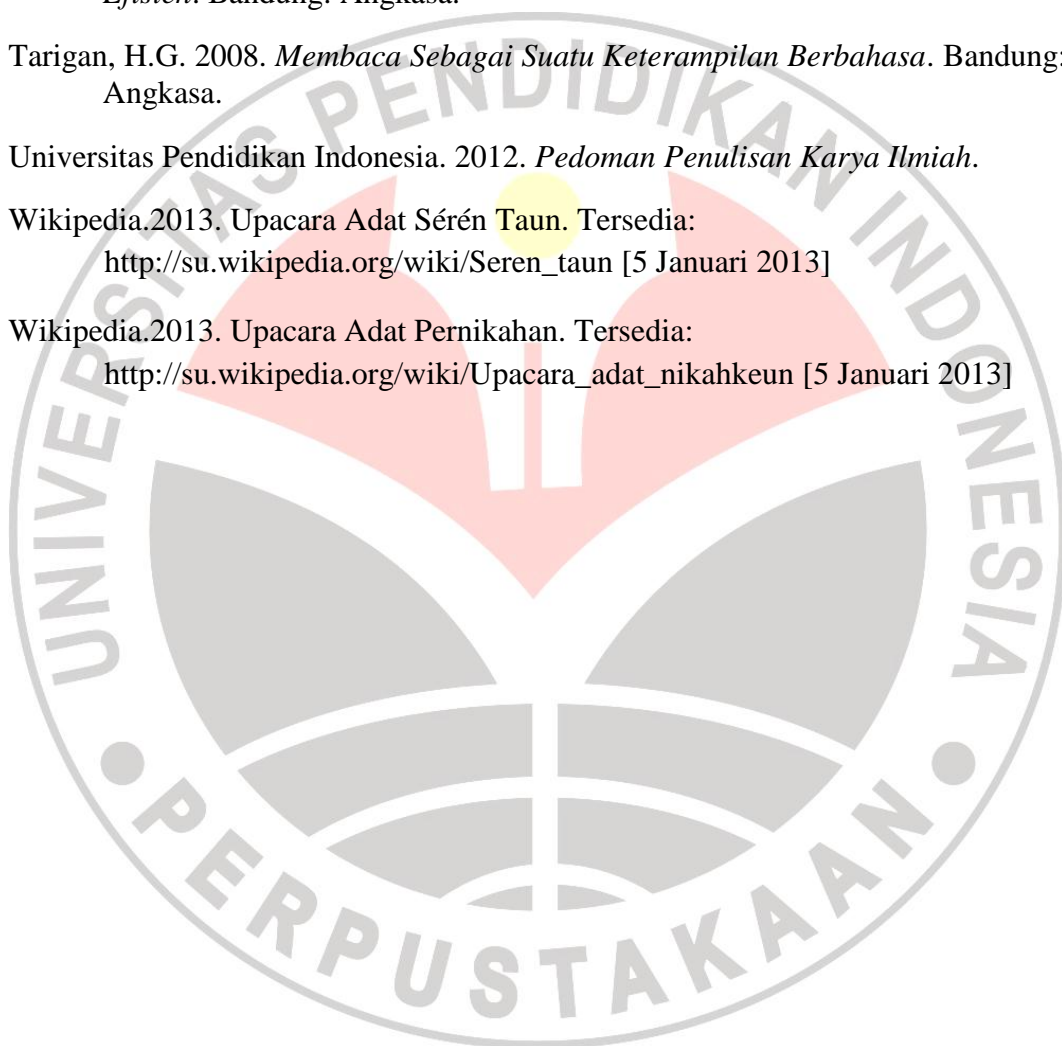 Efisien. Bandung: Angkasa.
Tarigan, H.G. 2008. Membaca Sebagai Suatu Keterampilan Berbahasa. Bandung:
Angkasa.
Universitas Pendidikan Indonesia. 2012. Pedoman Penulisan Karya Ilmiah.
Wikipedia.2013. Upacara Adat Sérén Taun. Tersedia:
http://su.wikipedia.org/wiki/Seren_taun [5 Januari 2013]
Wikipedia.2013. Upacara Adat Pernikahan. Tersedia:
http://su.wikipedia.org/wiki/Upacara_adat_nikahkeun [5 Januari 2013]
UNIVERSITAS PENDIDIKAN INDONESIA
PERPUSTAKAAN